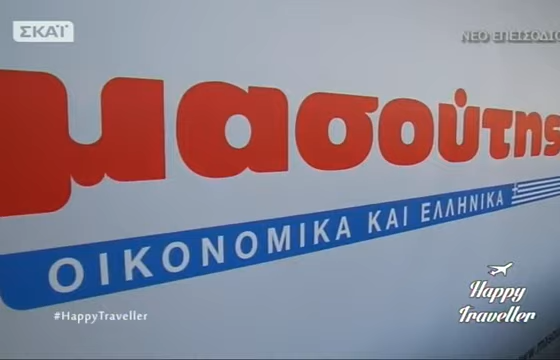 ΣΚΑΪ
ΝΕΟ ΕΠΕΙΣΟΔΙΟ
μασούτης
ΟΙΚΟΝΟΜΙΚΑ ΚΑΙ ΕΛΛΗΝΙΚΑ
#HappyTraveller
Happy
Traveller